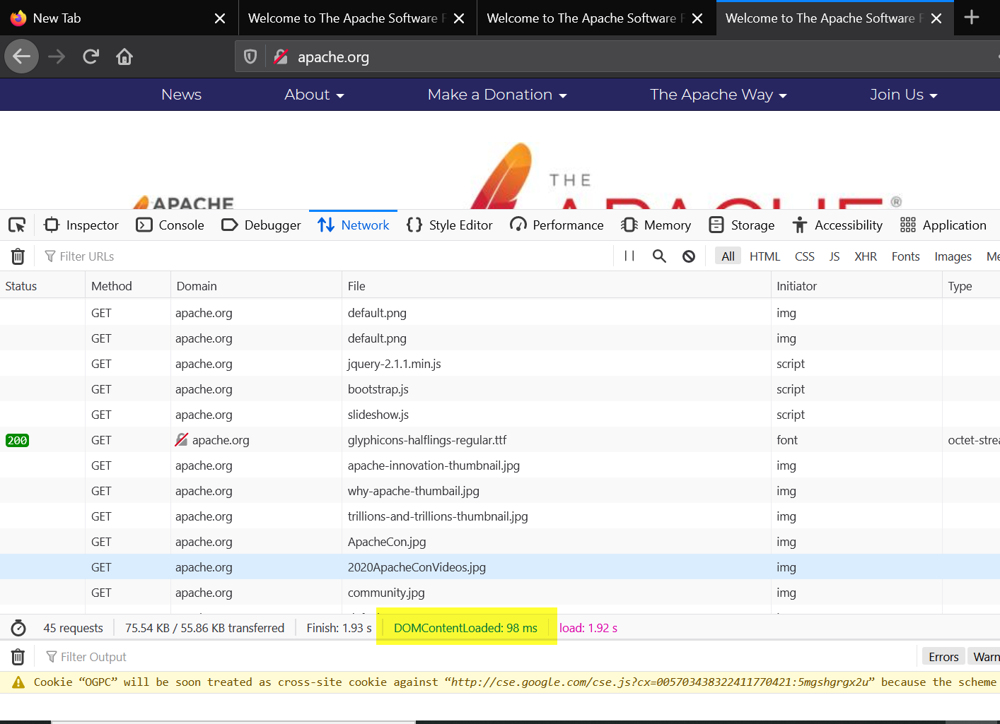 New Tab
Welcome to The Apache Software F
Welcome to The Apache Software F
Welcome to The Apache Software F
apache.org
News About Make a Donation The Apache Way Join Us
APACHE
THE
APACHE ®
Inspector Console Debugger Network Style Editor Performance Memory Storage Accessibility Application
Filter URLs All HTML CSS JS XHR Fonts Images Me
Status Method Domain File Initiator Type
GET apache.org default.png img
GET apache.org default.png img
GET apache.org jquery-2.1.1.min.js script
GET apache.org bootstrap.js script
GET apache.org slideshow.js script
200 GET apache.org glyphicons-halflings-regular.ttf font octet-strea
GET apache.org apache-innovation-thumbnail.jpg img
GET apache.org why-apache-thumbail.jpg img
GET apache.org trillions-and-trillions-thumbnail.jpg img
GET apache.org ApacheCon.jpg img
GET apache.org 2020ApacheConVideos.jpg img
GET apache.org community.jpg img
45 requests 75.54 KB / 55.86 KB transferred Finish: 1.93 s DOMContentLoaded: 98 ms load: 1.92 s
Filter Output Errors Warn
Cookie “OGPC” will be soon treated as cross-site cookie against “http://cse.google.com/cse.js?cx=005703438322411770421:5mgshgrgx2u” because the scheme